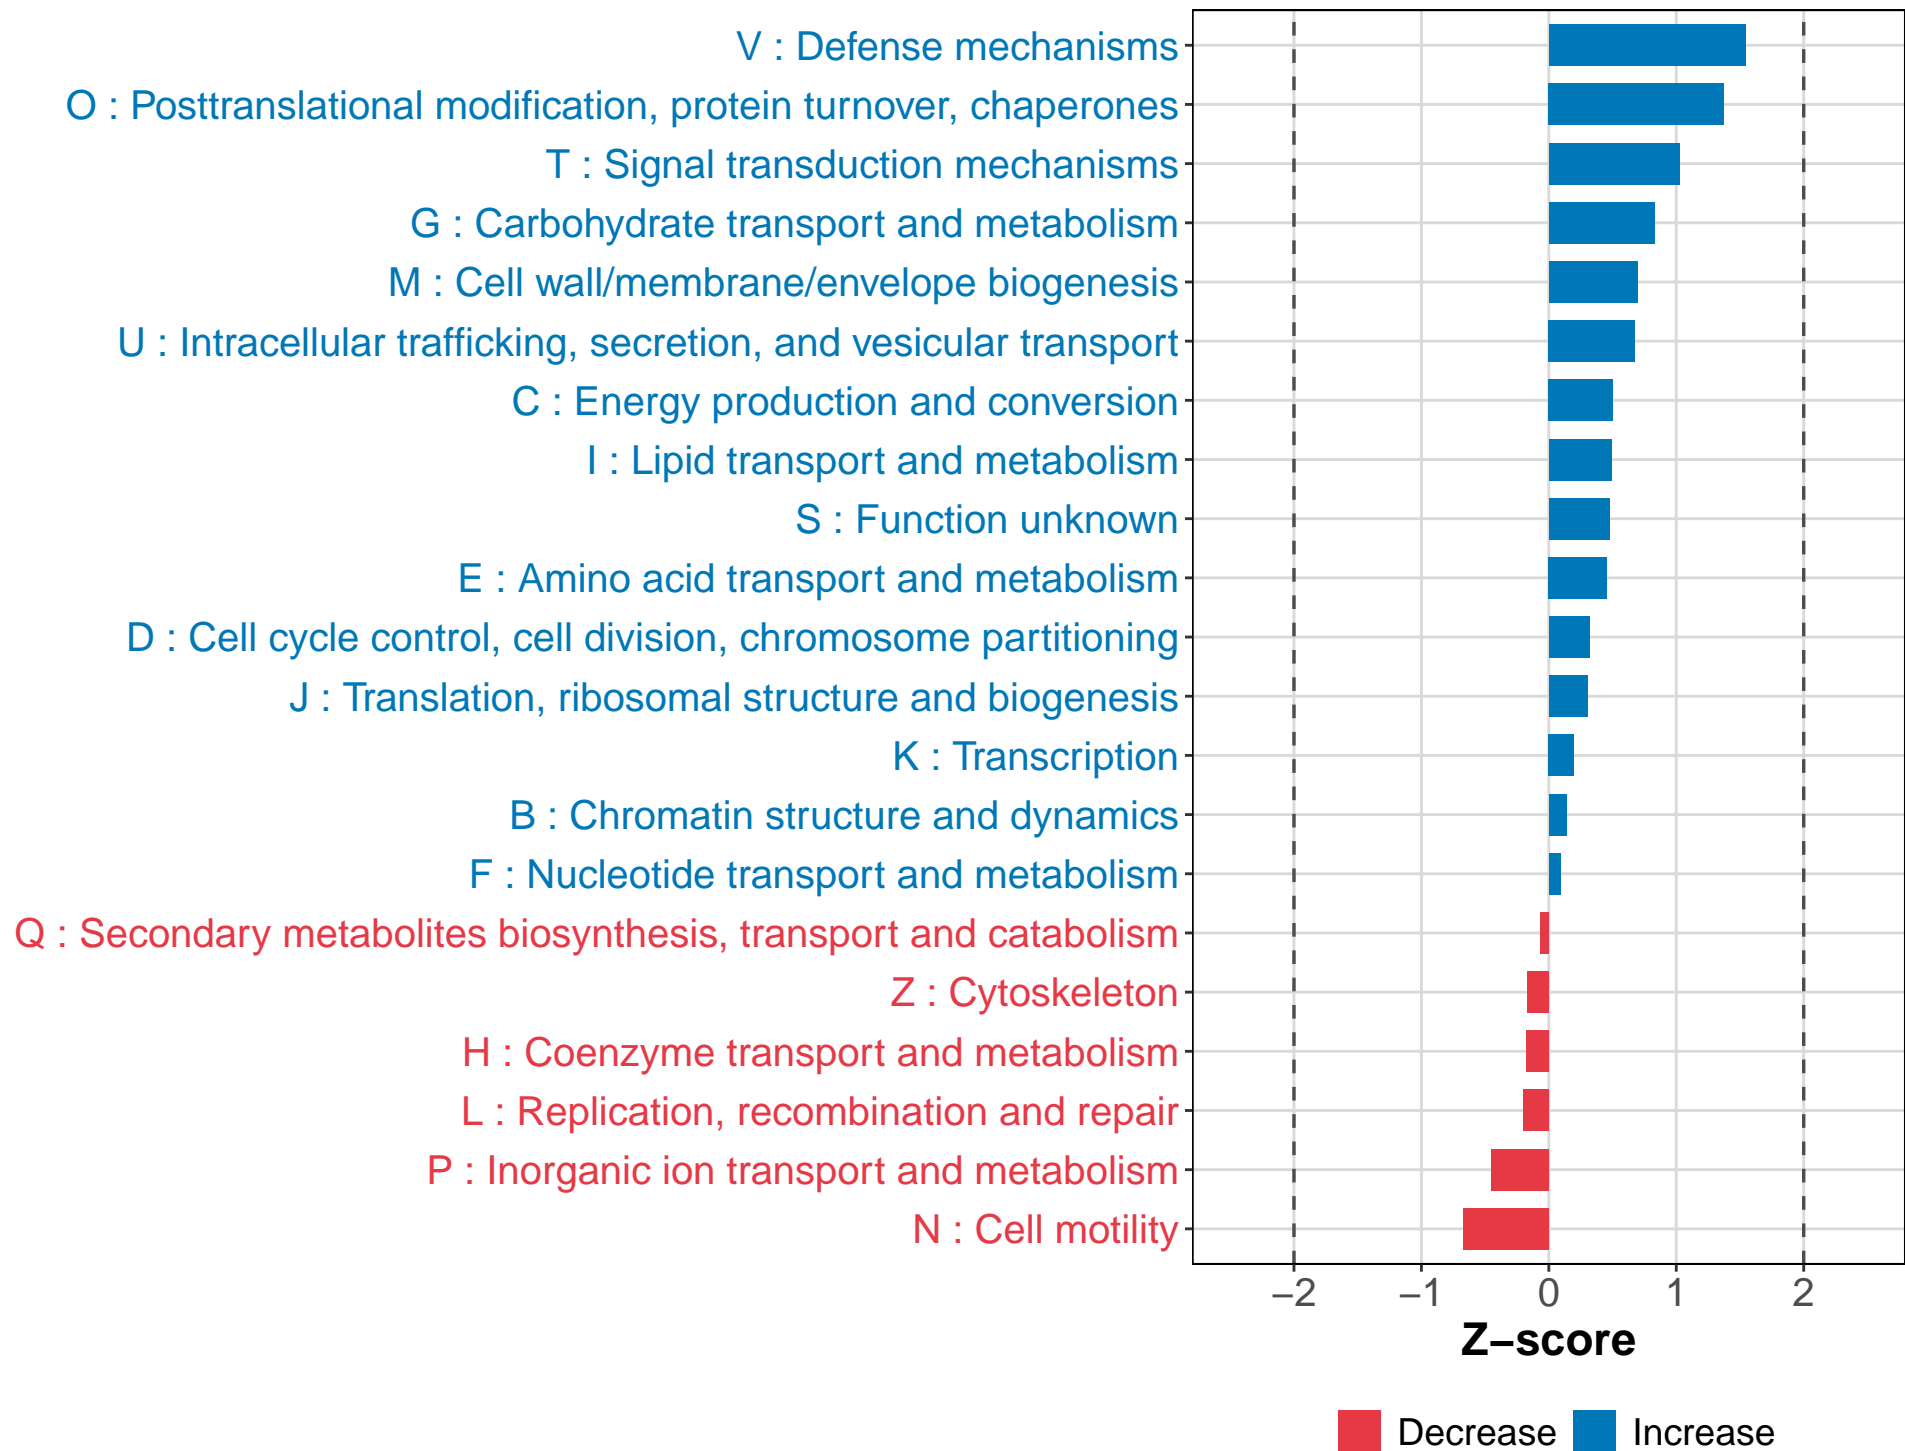 V : Defense mechanisms
O : Posttranslational modification, protein turnover, chaperones
T : Signal transduction mechanisms
G : Carbohydrate transport and metabolism
M : Cell wall/membrane/envelope biogenesis
U : Intracellular trafficking, secretion, and vesicular transport
C : Energy production and conversion
I : Lipid transport and metabolism
S : Function unknown
E : Amino acid transport and metabolism
D : Cell cycle control, cell division, chromosome partitioning
J : Translation, ribosomal structure and biogenesis
K : Transcription
B : Chromatin structure and dynamics
F : Nucleotide transport and metabolism
Q : Secondary metabolites biosynthesis, transport and catabolism
Z : Cytoskeleton
H : Coenzyme transport and metabolism
L : Replication, recombination and repair
P : Inorganic ion transport and metabolism
N : Cell motility
−2 −1 0 1 2
Z−score
Decrease Increase